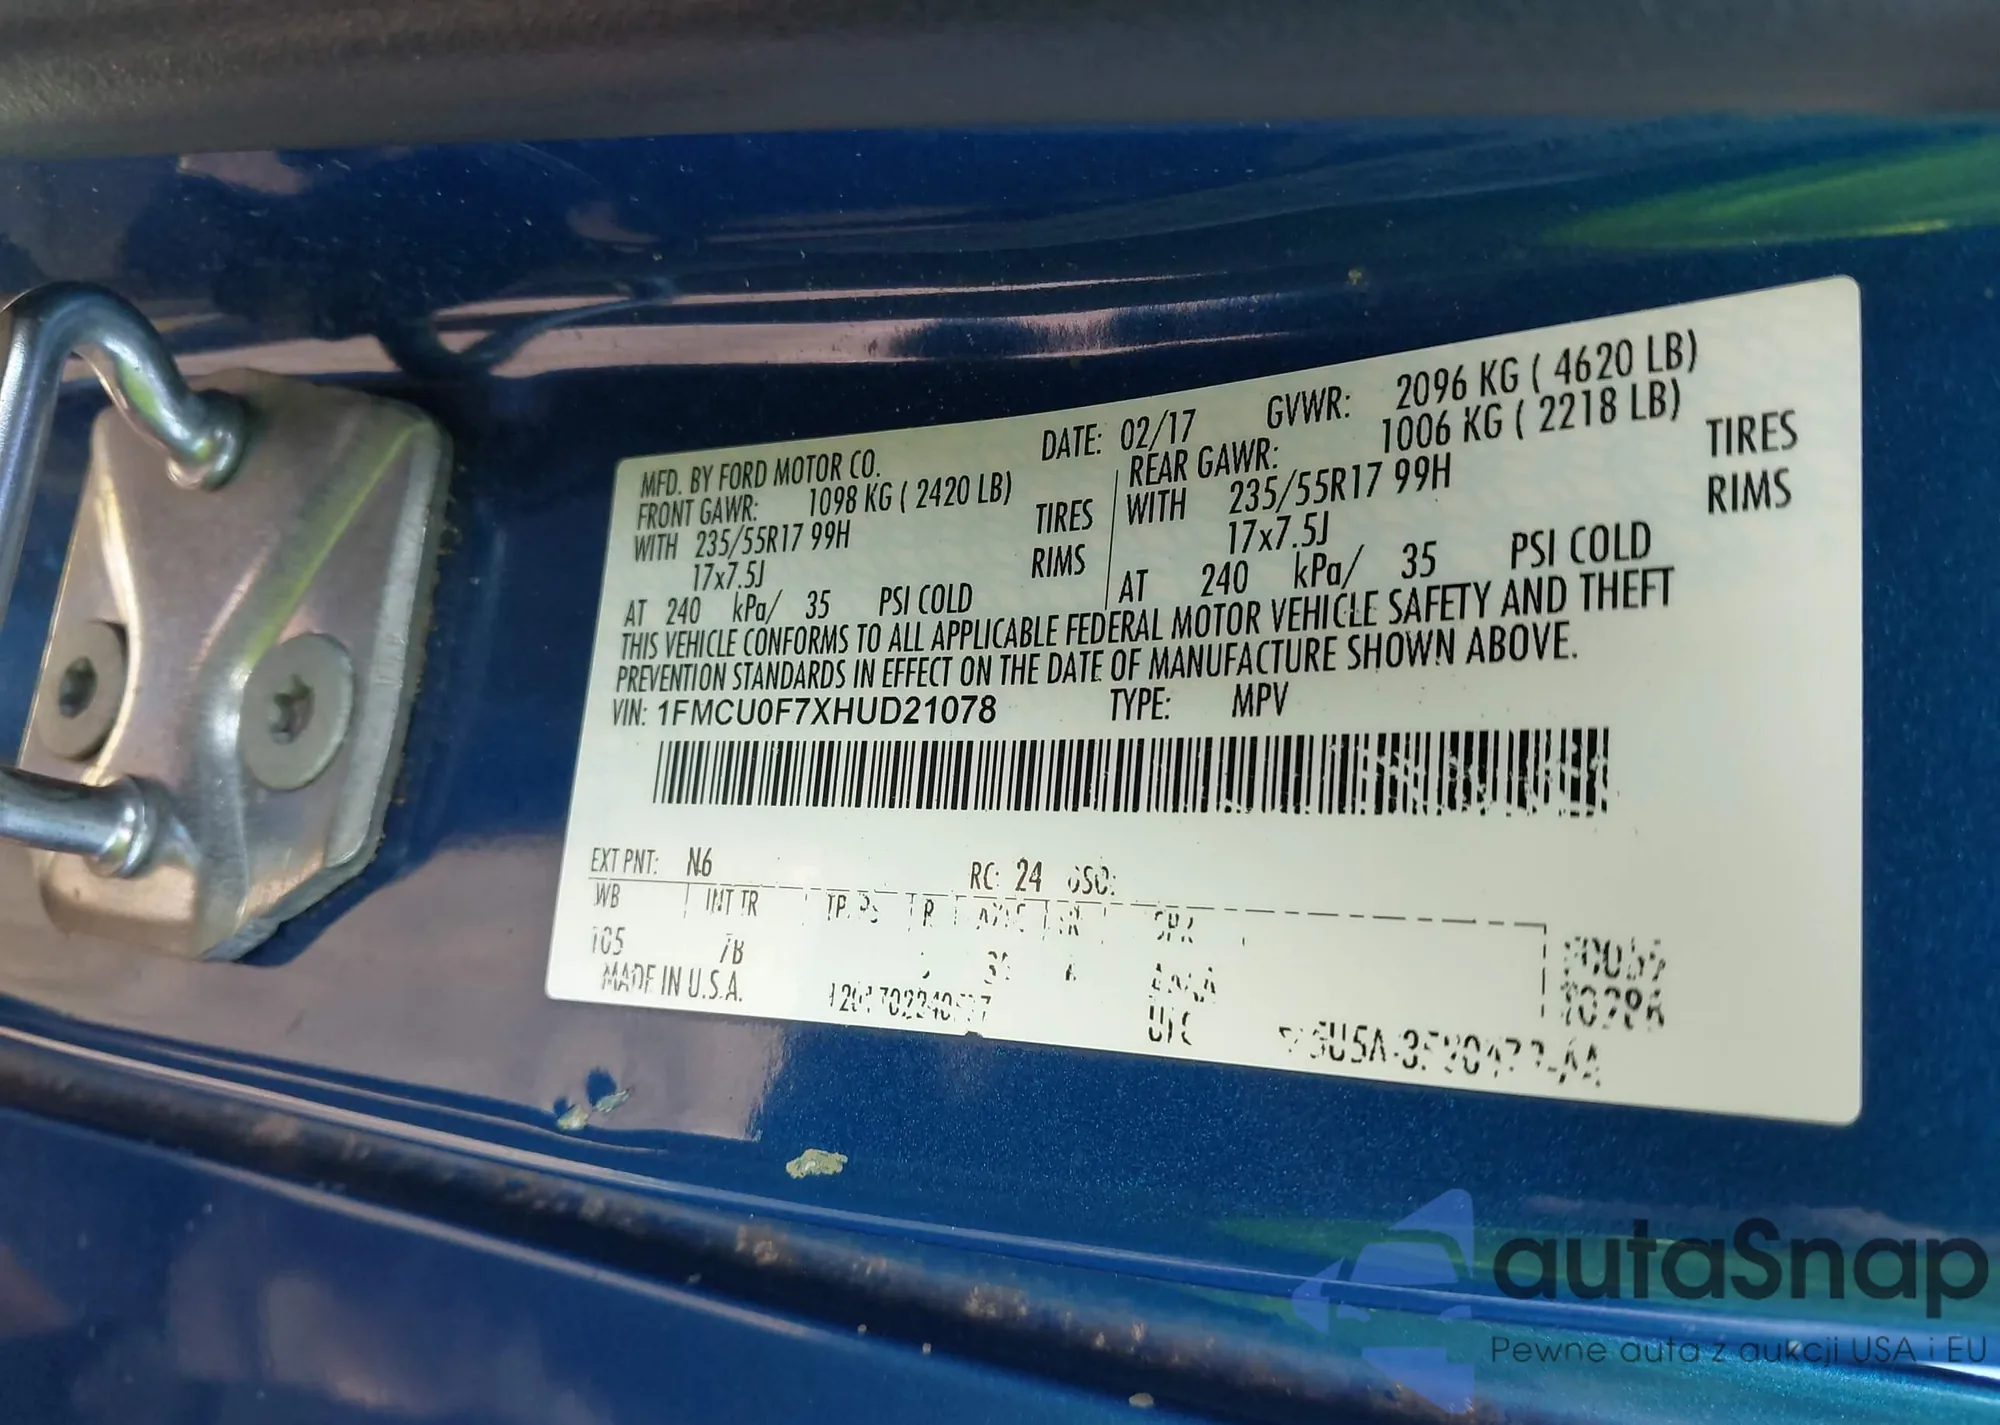 MFD. BY FORD MOTOR CO. DATE: 02/17 GVWR: 2096 KG ( 4620 LB)
FRONT GAWR: 1098 KG ( 2420 LB) REAR GAWR: 1006 KG ( 2218 LB)
WITH 235/55R17 99H TIRES WITH 235/55R17 99H TIRES
17x7.5J RIMS 17x7.5J RIMS
AT 240 kPa/ 35 PSI COLD AT 240 kPa/ 35 PSI COLD
THIS VEHICLE CONFORMS TO ALL APPLICABLE FEDERAL MOTOR VEHICLE SAFETY AND THEFT
PREVENTION STANDARDS IN EFFECT ON THE DATE OF MANUFACTURE SHOWN ABOVE.
VIN: 1FMCU0F7XHUD21078 TYPE: MPV
EXT PNT: N6 RC: 24 DSO:
WB INT TR R
105 7B
MADE IN U.S.A.
autaSnap
Pewne auta z aukcji USA i EU